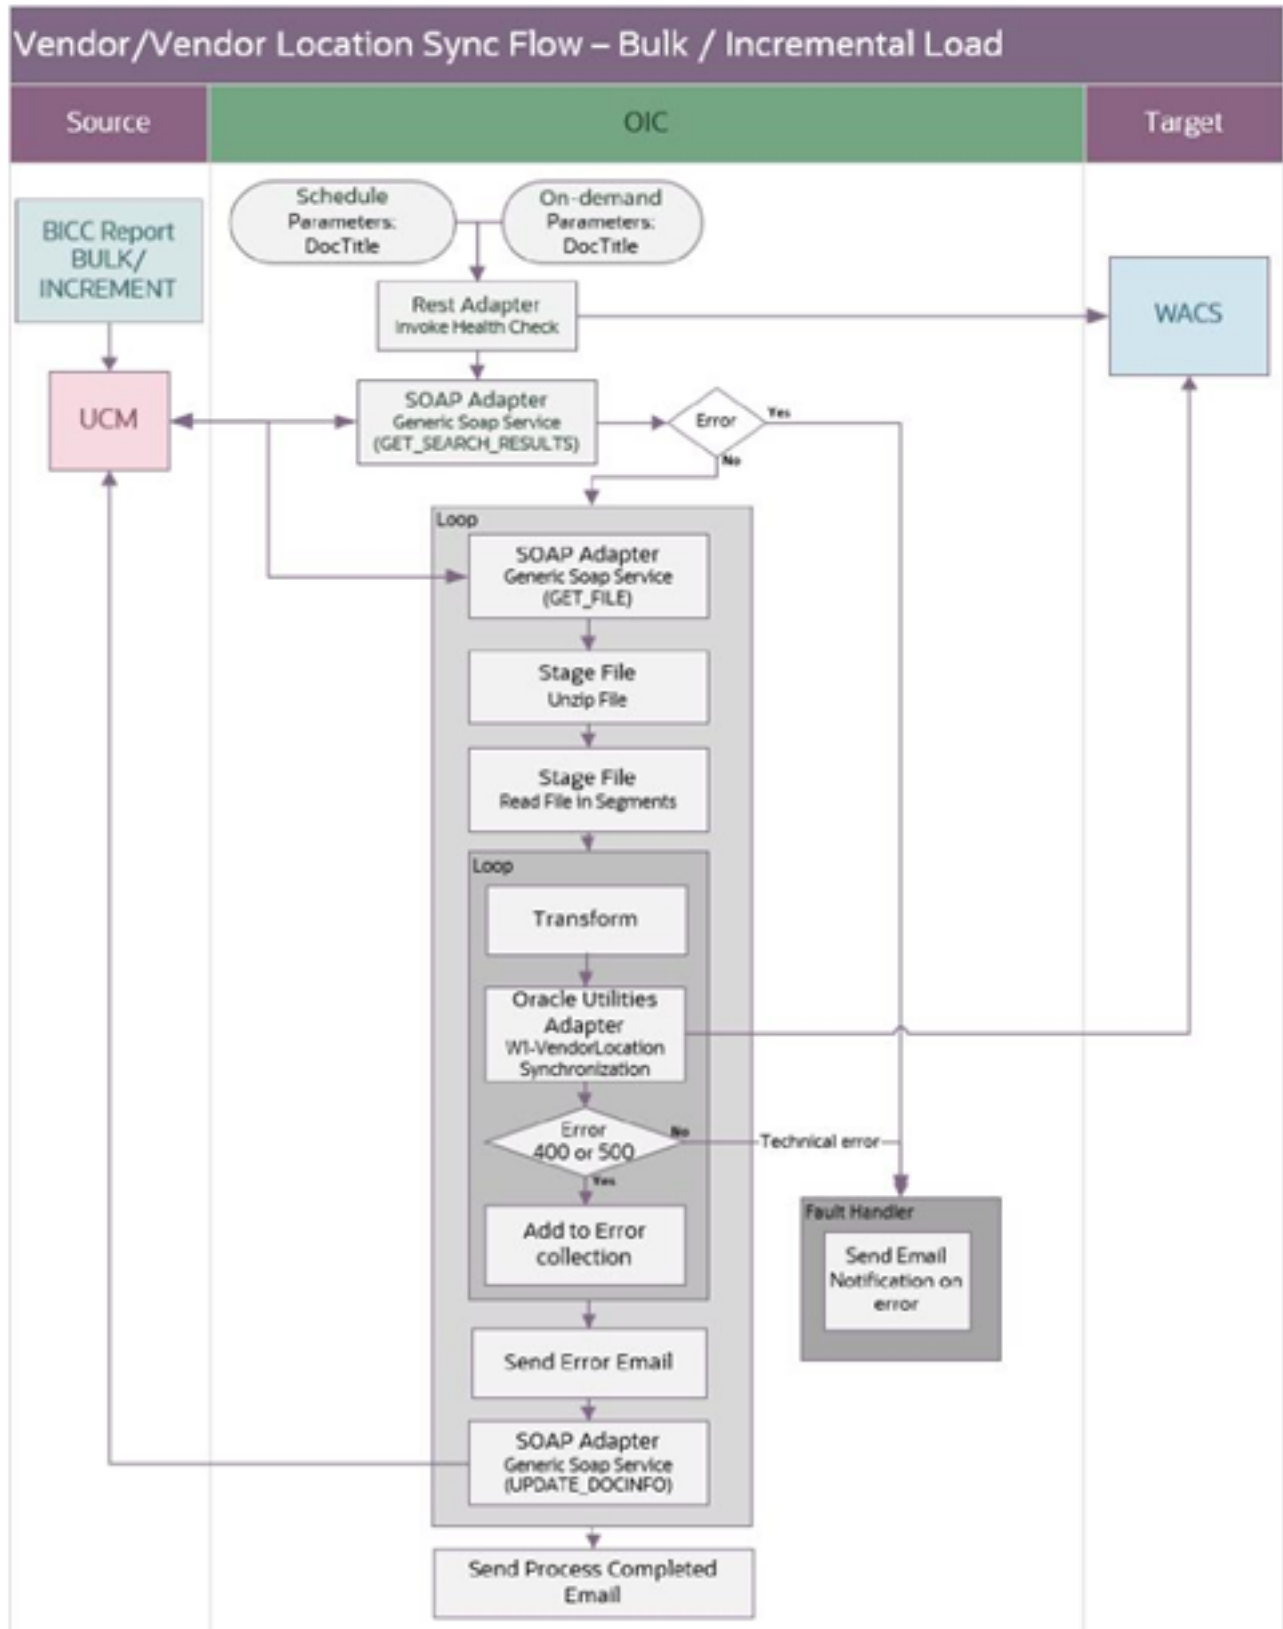 Vendor/Vendor Location Sync Flow – Bulk / Incremental Load
Source
OIC
Target
Schedule
Parameters:
DocTitle
On-demand
Parameters:
DocTitle
BICC Report
BULK/
INCREMENT
Rest Adapter
Invoke Health Check
WACS
UCM
SOAP Adapter
Generic Soap Service
(GET_SEARCH_RESULTS)
Error
Yes
No
Loop
SOAP Adapter
Generic Soap Service
(GET_FILE)
Stage File
Unzip File
Stage File
Read File in Segments
Loop
Transform
Oracle Utilities
Adapter
W1-VendorLocation
Synchronization
Error
400 or 500
No
Technical error
Yes
Add to Error
collection
Fault Handler
Send Email
Notification on
error
Send Error Email
SOAP Adapter
Generic Soap Service
(UPDATE_DOCINFO)
Send Process Completed
Email